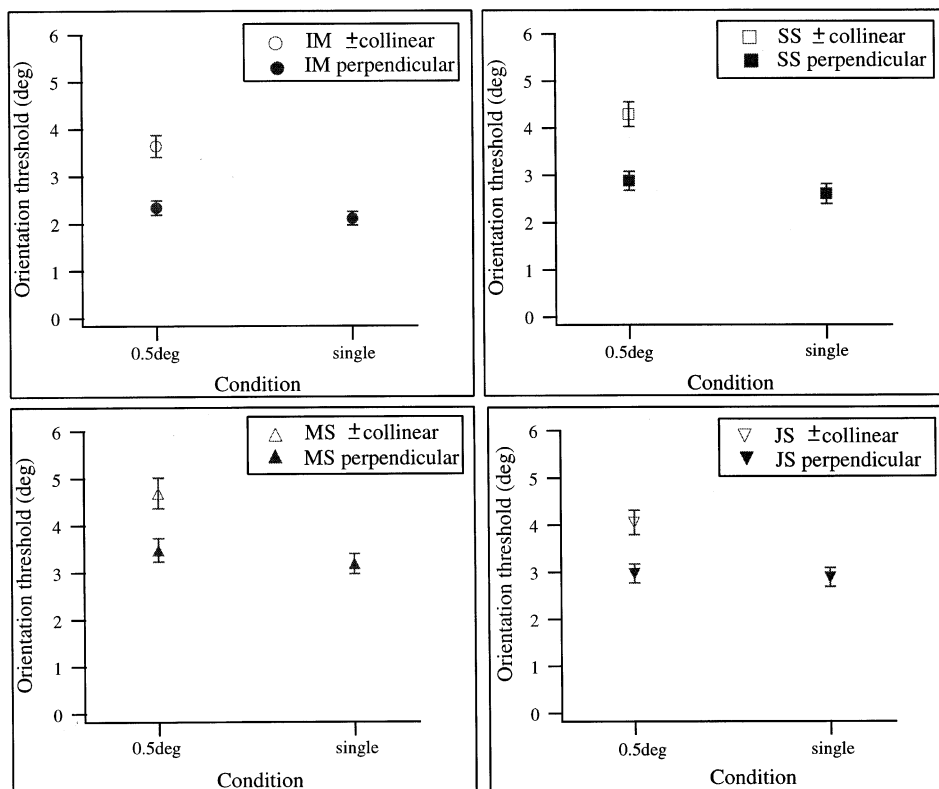 IM ±collinear
IM perpendicular
Orientation threshold (deg)
6
5
4
3
2
1
0
0.5deg single
Condition
SS ±collinear
SS perpendicular
Orientation threshold (deg)
6
5
4
3
2
1
0
0.5deg single
Condition
MS ±collinear
MS perpendicular
Orientation threshold (deg)
6
5
4
3
2
1
0
0.5deg single
Condition
JS ±collinear
JS perpendicular
Orientation threshold (deg)
6
5
4
3
2
1
0
0.5deg single
Condition